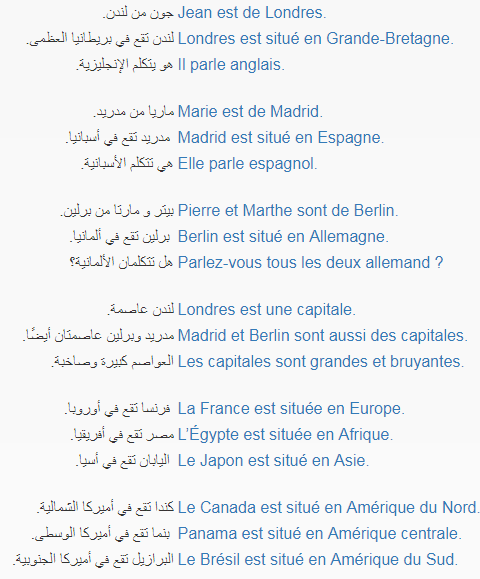 جون من لندن. Jean est de Londres.
لندن تقع في بريطانيا العظمى. Londres est situé en Grande-Bretagne.
هو يتكلم الإنجليزية. Il parle anglais.
ماريا من مدريد. Marie est de Madrid.
مدريد تقع في أسبانيا. Madrid est situé en Espagne.
هي تتكلم الأسبانية. Elle parle espagnol.
بيتر و مارتا من برلين. Pierre et Marthe sont de Berlin.
برلين تقع في ألمانيا. Berlin est situé en Allemagne.
هل تتكلمان الألمانية؟ Parlez-vous tous les deux allemand ?
لندن عاصمة. Londres est une capitale.
مدريد وبرلين عاصمتان أيضًا. Madrid et Berlin sont aussi des capitales.
العواصم كبيرة وصاخبة. Les capitales sont grandes et bruyantes.
فرنسا تقع في أوروبا. La France est située en Europe.
مصر تقع في أفريقيا. L’Égypte est située en Afrique.
اليابان تقع في أسيا. Le Japon est situé en Asie.
كندا تقع في أميركا الشمالية. Le Canada est situé en Amérique du Nord.
بنما تقع في أميركا الوسطى. Panama est situé en Amérique centrale.
البرازيل تقع في أميركا الجنوبية. Le Brésil est situé en Amérique du Sud.